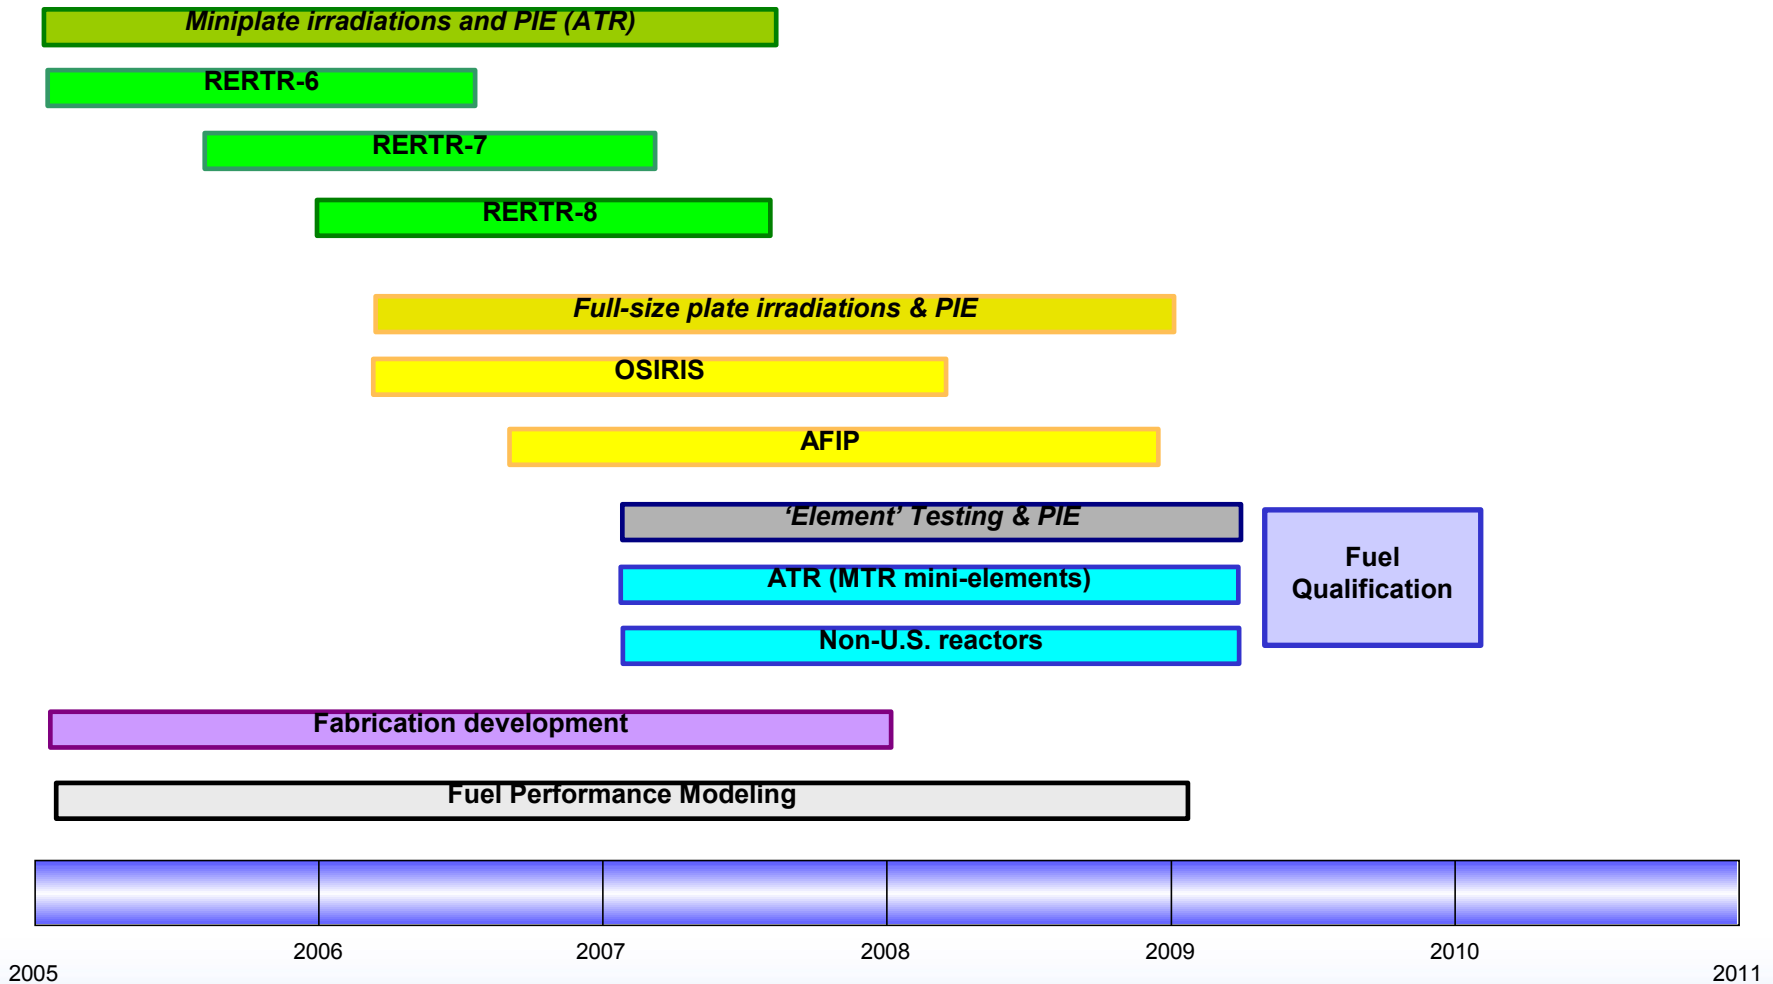 Miniplate irradiations and PIE (ATR)
RERTR-6
RERTR-7
RERTR-8
Full-size plate irradiations & PIE
OSIRIS
AFIP
‘Element’ Testing & PIE
ATR (MTR mini-elements)
Non-U.S. reactors
Fuel
Qualification
Fabrication development
Fuel Performance Modeling
2005
2006
2007
2008
2009
2010
2011